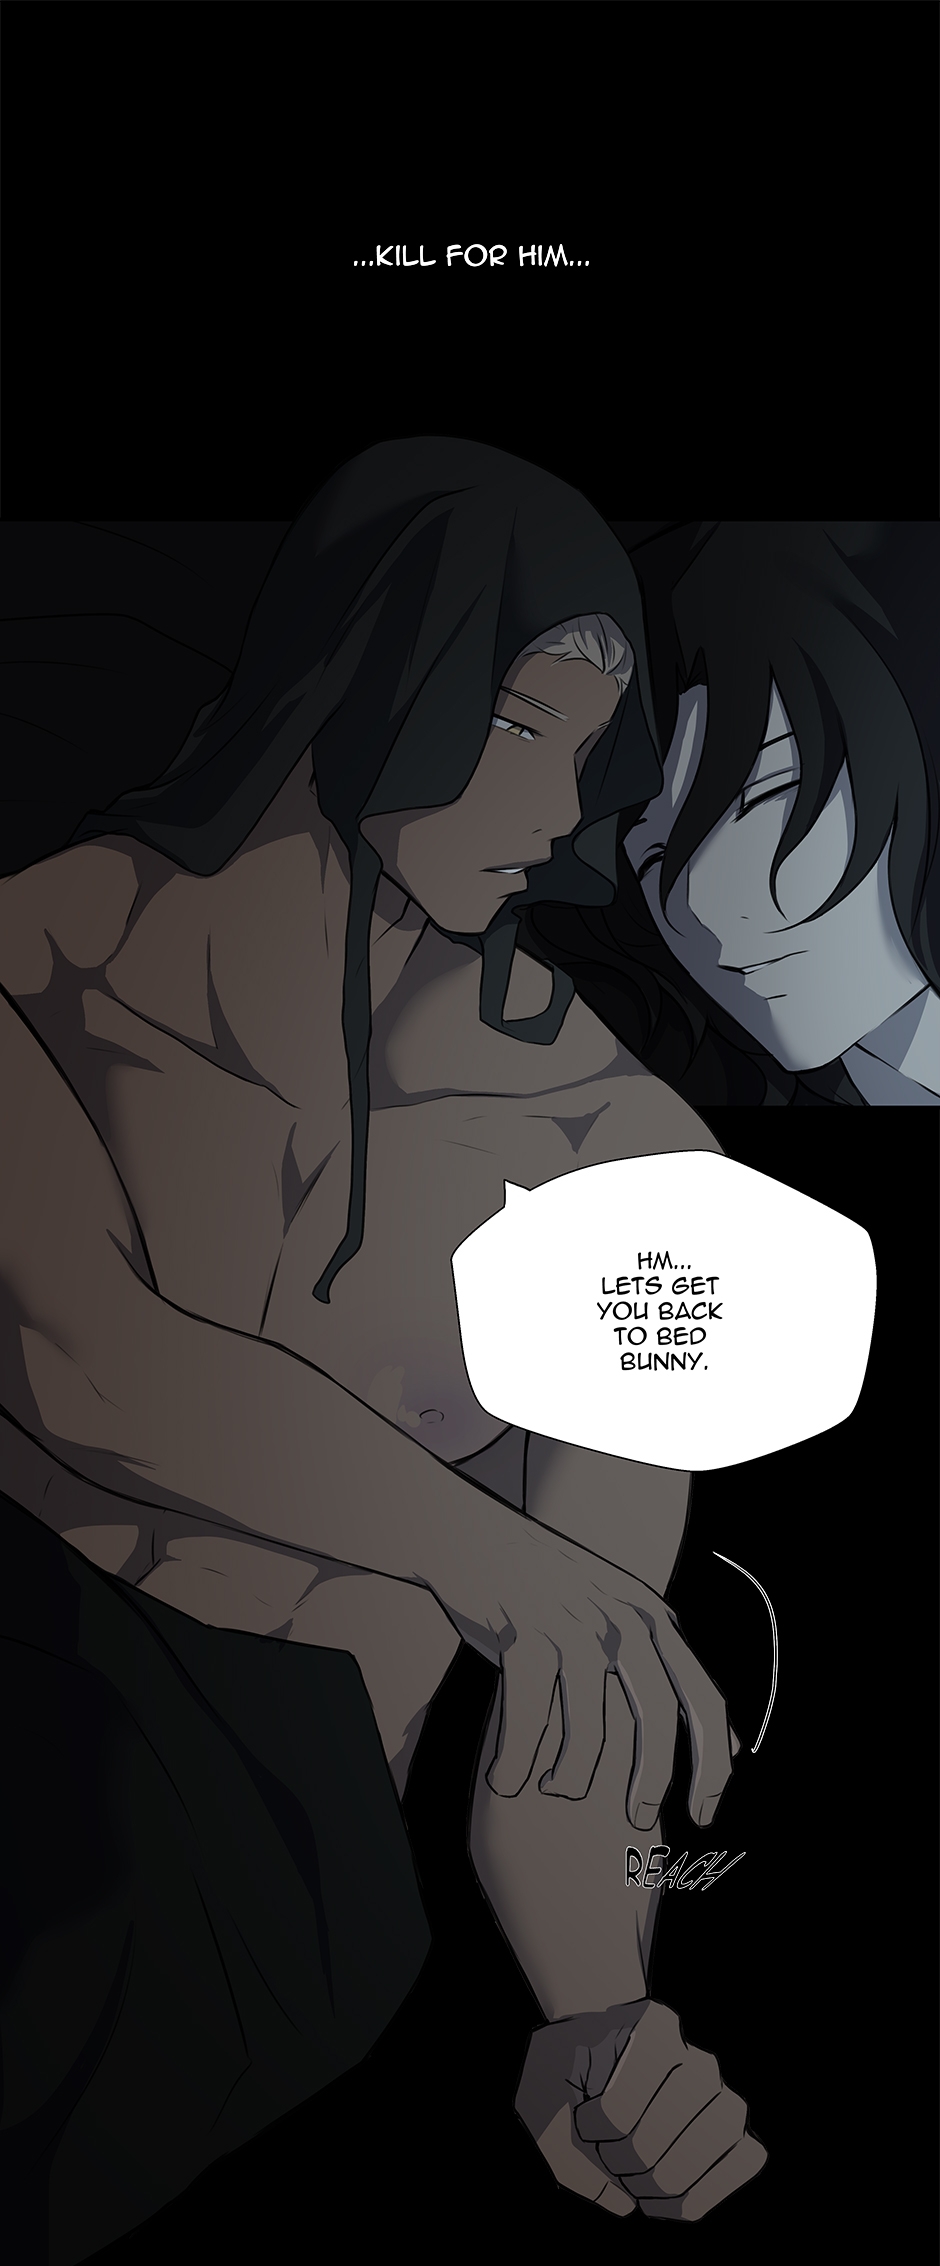 ...KILL FOR HIM...
HM...
LETS GET
YOU BACK
TO BED
BUNNY.
REACH